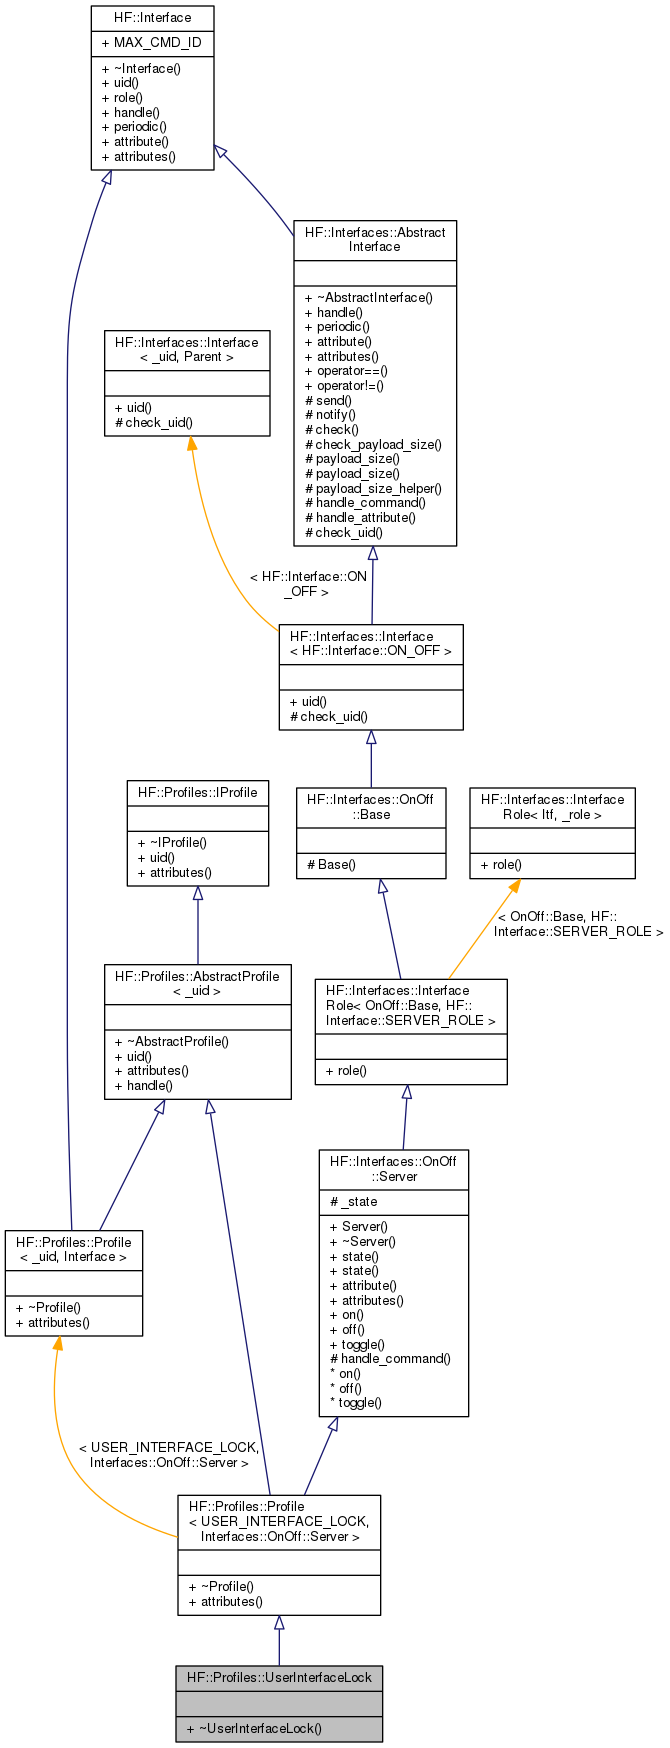 HF::Interface
+ MAX_CMD_ID
+ ~Interface()
+ uid()
+ role()
+ handle()
+ periodic()
+ attribute()
+ attributes()
HF::Interfaces::Abstract
Interface
+ ~AbstractInterface()
+ handle()
+ periodic()
+ attribute()
+ attributes()
+ operator==()
+ operator!=()
# send()
# notify()
# check()
# check_payload_size()
# payload_size()
# payload_size()
# payload_size_helper()
# handle_command()
# handle_attribute()
# check_uid()
HF::Interfaces::Interface
< _uid, Parent >
+ uid()
# check_uid()
< HF::Interface::ON
_OFF >
HF::Interfaces::Interface
< HF::Interface::ON_OFF >
+ uid()
# check_uid()
HF::Profiles::IProfile
+ ~IProfile()
+ uid()
+ attributes()
HF::Interfaces::OnOff
::Base
# Base()
HF::Interfaces::Interface
Role< Itf, _role >
+ role()
< OnOff::Base, HF::
Interface::SERVER_ROLE >
HF::Profiles::AbstractProfile
< _uid >
+ ~AbstractProfile()
+ uid()
+ attributes()
+ handle()
HF::Interfaces::Interface
Role< OnOff::Base, HF::
Interface::SERVER_ROLE >
+ role()
HF::Interfaces::OnOff
::Server
# _state
+ Server()
+ ~Server()
+ state()
+ state()
+ attribute()
+ attributes()
+ on()
+ off()
+ toggle()
# handle_command()
* on()
* off()
* toggle()
HF::Profiles::Profile
< _uid, Interface >
+ ~Profile()
+ attributes()
< USER_INTERFACE_LOCK,
Interfaces::OnOff::Server >
HF::Profiles::Profile
< USER_INTERFACE_LOCK,
Interfaces::OnOff::Server >
+ ~Profile()
+ attributes()
HF::Profiles::UserInterfaceLock
+ ~UserInterfaceLock()